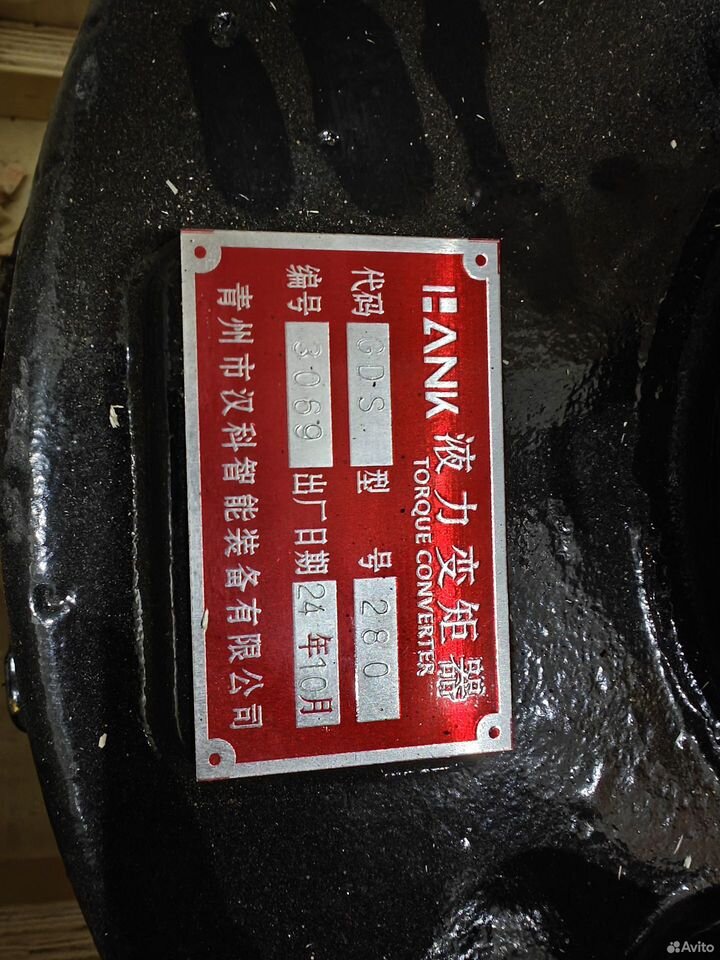 HANK 液力变矩器
TORQUE CONVERTER
代码 GDS 型号 280
编号 3069 出厂日期 24年10月
青州市汉科智能装备有限公司
Avito